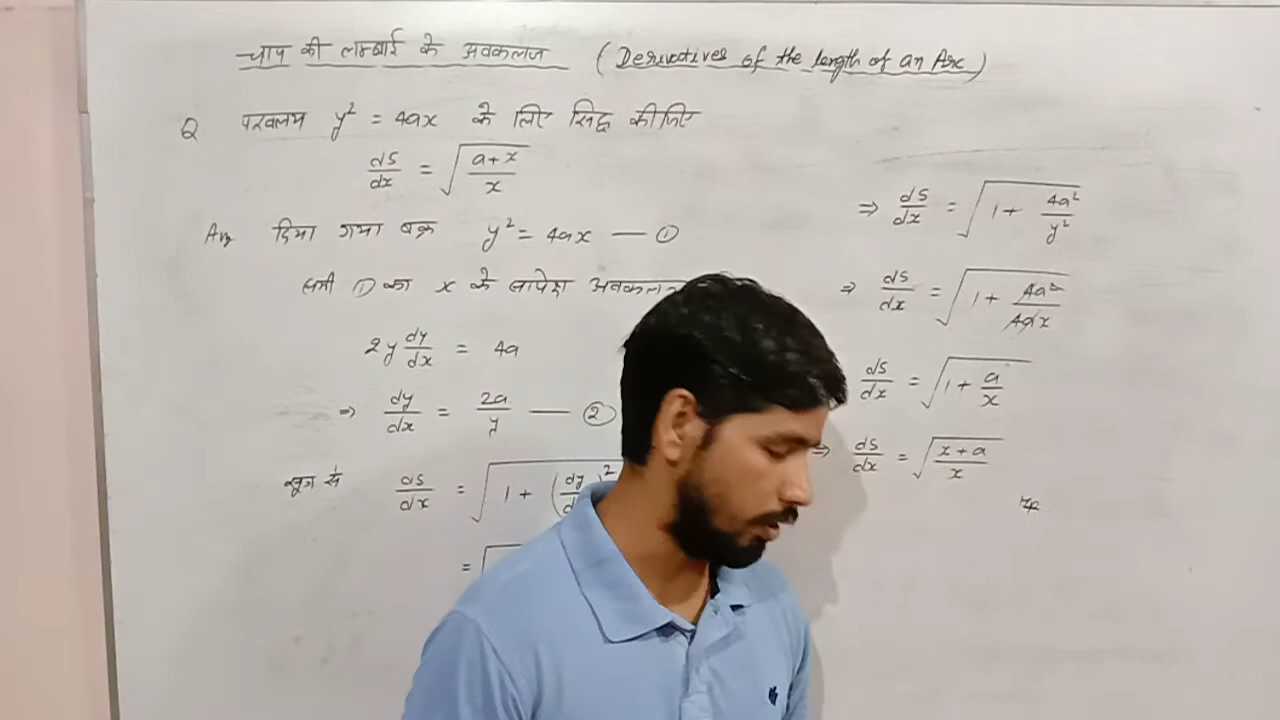 चाप की लम्बाई के अवकलज (Derivatives of the length of an Arc)
Q परवलय y² = 4ax के लिए सिद्ध कीजिए
ds/dx = √((a+x)/x)
Ans दिया गया वक्र y² = 4ax — ①
समी ① का x के सापेक्ष
2y dy/dx = 4a
⇒ dy/dx = 2a/y — ②
सूत्र से ds/dx = √(1 + (dy/
= √
⇒ ds/dx = √(1 + 4a²/y²)
⇒ ds/dx = √(1 + 4a²/4ax)
ds/dx = √(1 + a/x)
⇒ ds/dx = √((x+a)/x)